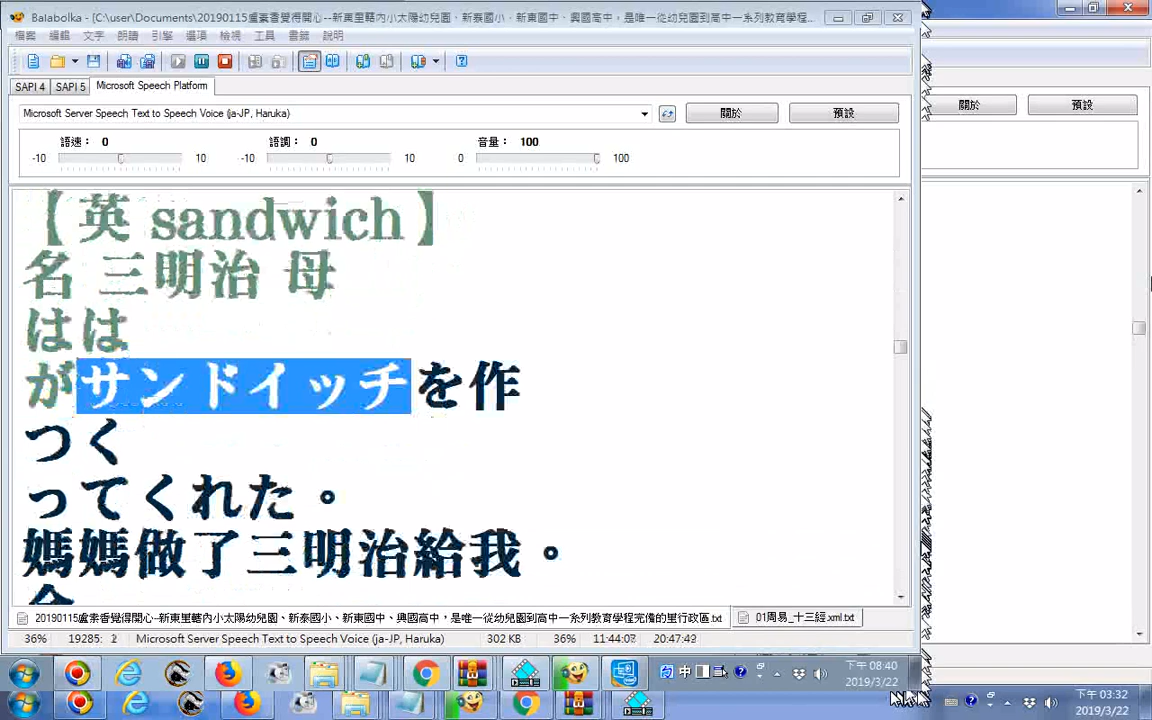 Balabolka - [C:\user\Documents\20190115盧素香覺得開心--新東里轄內小太陽幼兒園、新泰國小、新東國中、興國高中，是唯一從幼兒園到高中一系列教育學程完...
檔案 編輯 文字 朗讀 引擎 選項 檢視 工具 書籤 說明
SAPI 4 SAPI 5 Microsoft Speech Platform
Microsoft Server Speech Text to Speech Voice (ja-JP, Haruka) 關於 預設 關於 預設
語速： 0 語調： 0 音量： 100
-10 10 -10 10 0 100
【英 sandwich】
名 三明治 母
はは
がサンドイッチを作
つく
ってくれた。
媽媽做了三明治給我。
20190115盧素香覺得開心--新東里轄內小太陽幼兒園、新泰國小、新東國中、興國高中，是唯一從幼兒園到高中一系列教育學程完備的里行政區.txt 01周易_十三經.txt
36% 19285: 2 Microsoft Server Speech Text to Speech Voice (ja-JP, Haruka) 302 KB 36% 11:44:07 20:47:42
中 下午 08:40
2019/3/22
下午 03:32
2019/3/22